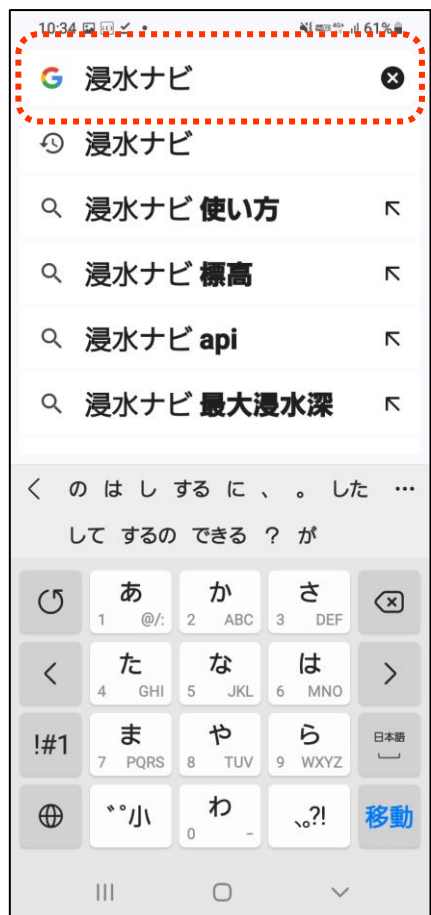 10:34 61%
浸水ナビ
浸水ナビ
浸水ナビ 使い方
浸水ナビ 標高
浸水ナビ api
浸水ナビ 最大浸水深
の は し する に 、 。 した …
して するの できる ? が
あ か さ
1 @/: 2 ABC 3 DEF
た な は
4 GHI 5 JKL 6 MNO
!#1 ま や ら 日本語
7 PQRS 8 TUV 9 WXYZ
゛゜小 わ 、。?! 移動
0 -